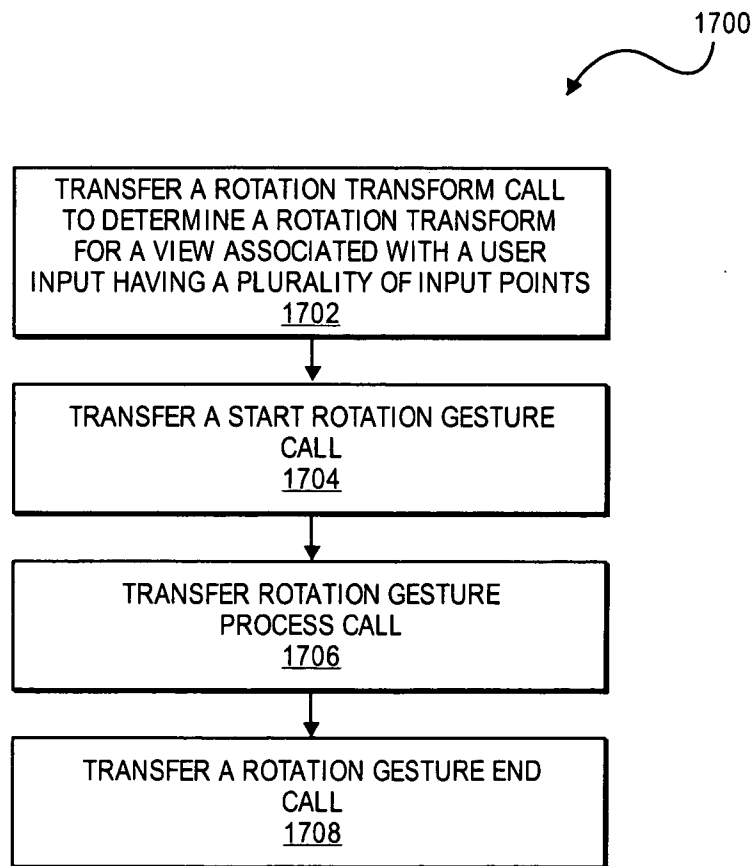 1700
TRANSFER A ROTATION TRANSFORM CALL
TO DETERMINE A ROTATION TRANSFORM
FOR A VIEW ASSOCIATED WITH A USER
INPUT HAVING A PLURALITY OF INPUT POINTS
1702
TRANSFER A START ROTATION GESTURE
CALL
1704
TRANSFER ROTATION GESTURE
PROCESS CALL
1706
TRANSFER A ROTATION GESTURE END
CALL
1708